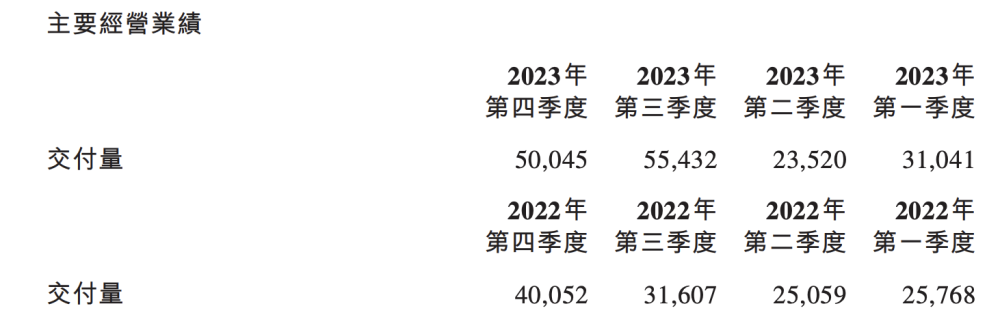 主要經營業績
2023年 2023年 2023年 2023年
第四季度 第三季度 第二季度 第一季度
交付量 50,045 55,432 23,520 31,041
2022年 2022年 2022年 2022年
第四季度 第三季度 第二季度 第一季度
交付量 40,052 31,607 25,059 25,768